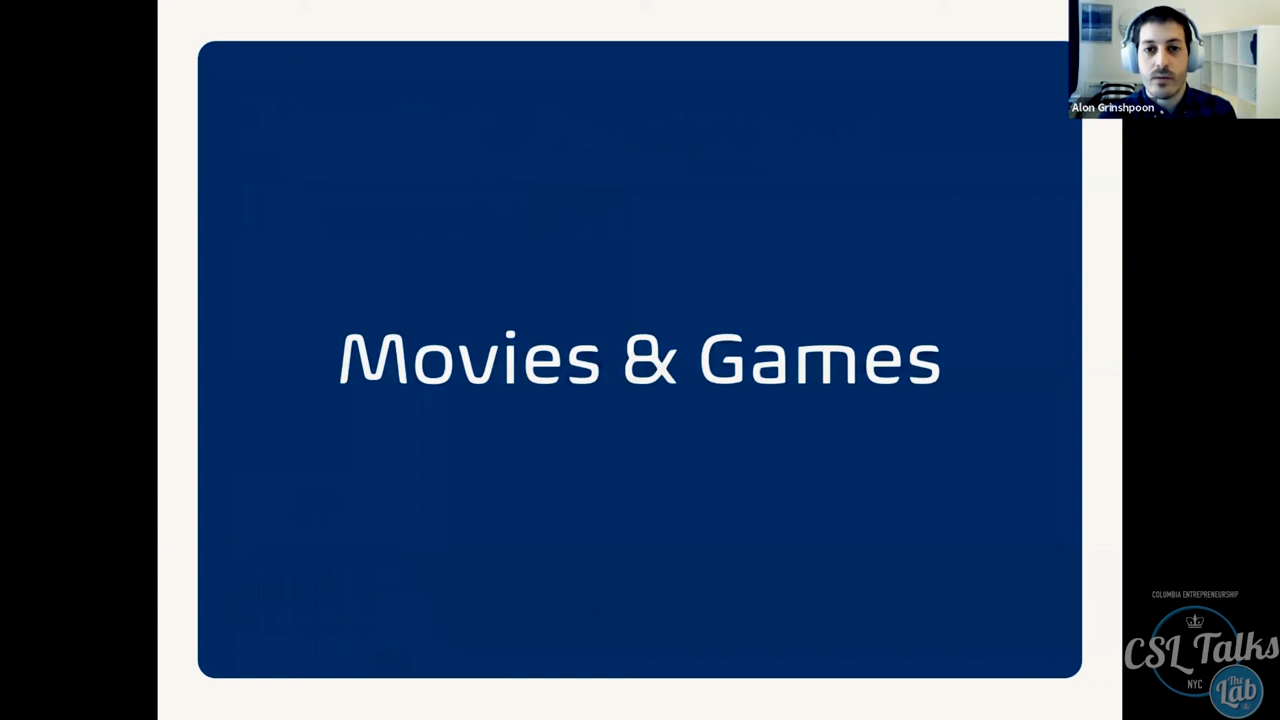 Alon Grinshpoon
Movies & Games
COLUMBIA ENTREPRENEURSHIP
CSL Talks
NYC
The
Lab